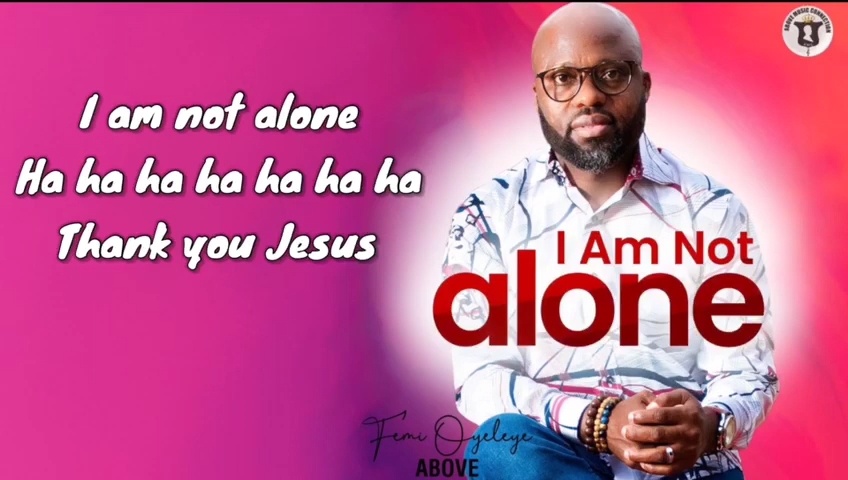 I am not alone
Ha ha ha ha ha ha ha
Thank you Jesus
I Am Not
alone
Femi Oyeleye
ABOVE